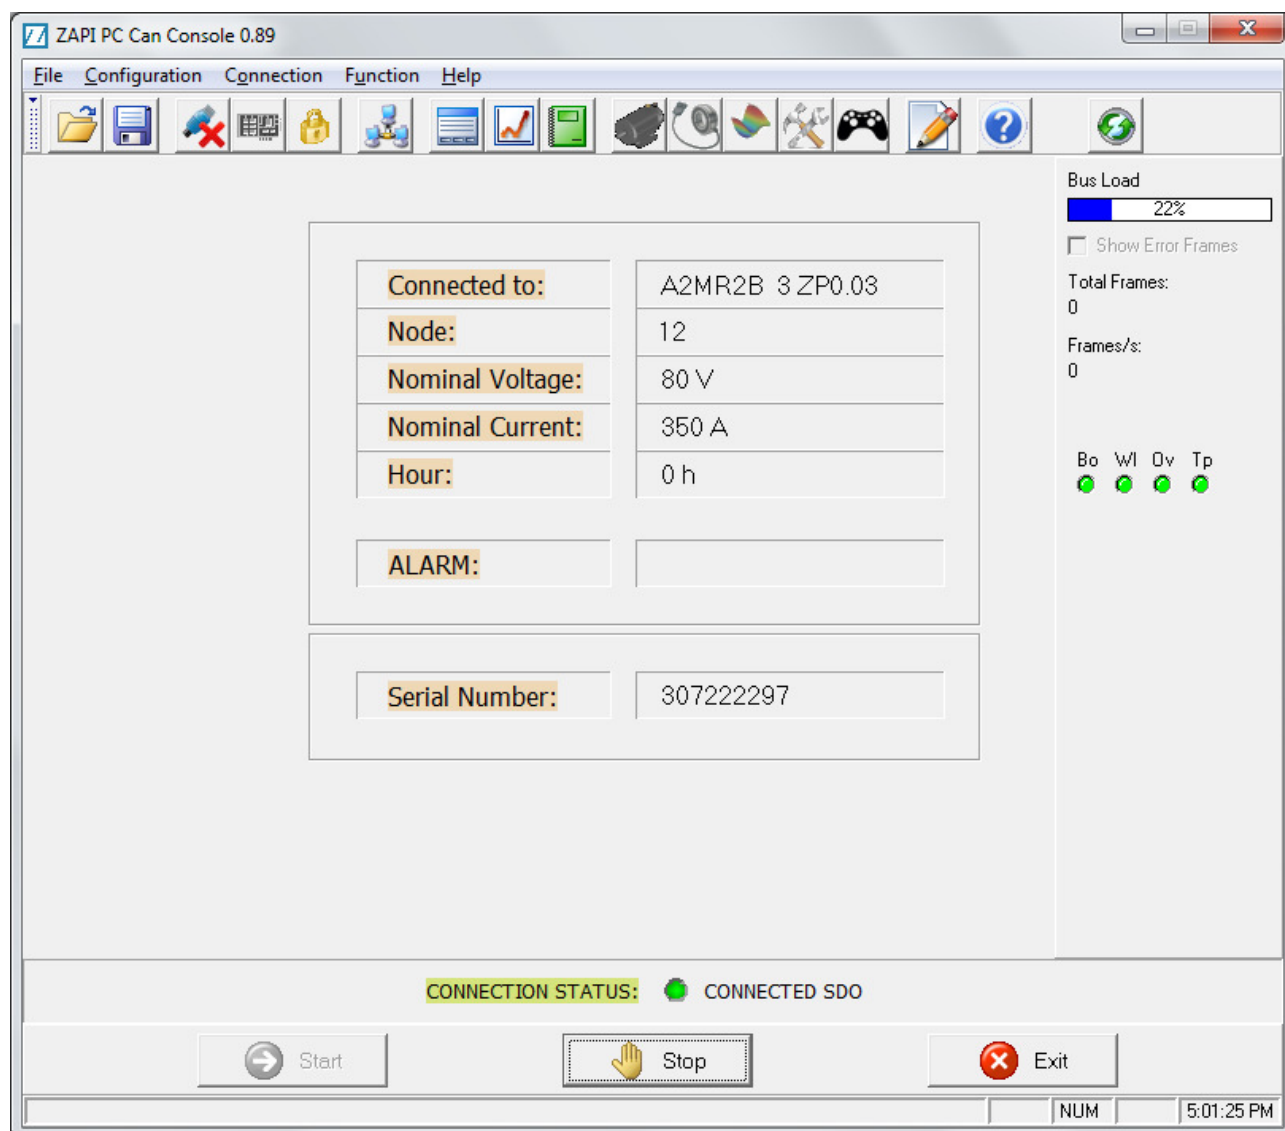 ZAPI PC Can Console 0.89
File Configuration Connection Function Help
Bus Load
22%
Show Error Frames
Total Frames:
0
Frames/s:
0
Bo Wl Ov Tp
Connected to: A2MR2B 3 ZP0.03
Node: 12
Nominal Voltage: 80 V
Nominal Current: 350 A
Hour: 0 h
ALARM:
Serial Number: 307222297
CONNECTION STATUS: CONNECTED SDO
Start Stop Exit
NUM 5:01:25 PM